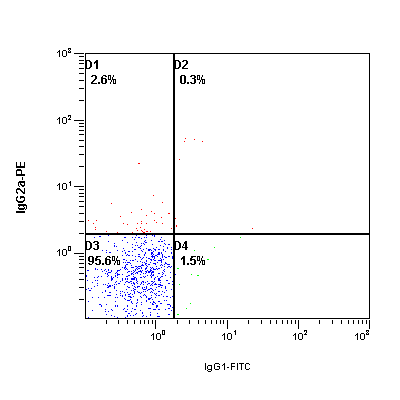 10³
D1
D2
2.6%
0.3%
10²
IgG2a-PE
10¹
D3
D4
10⁰
95.6%
1.5%
10⁰
10¹
10²
10³
IgG1-FITC